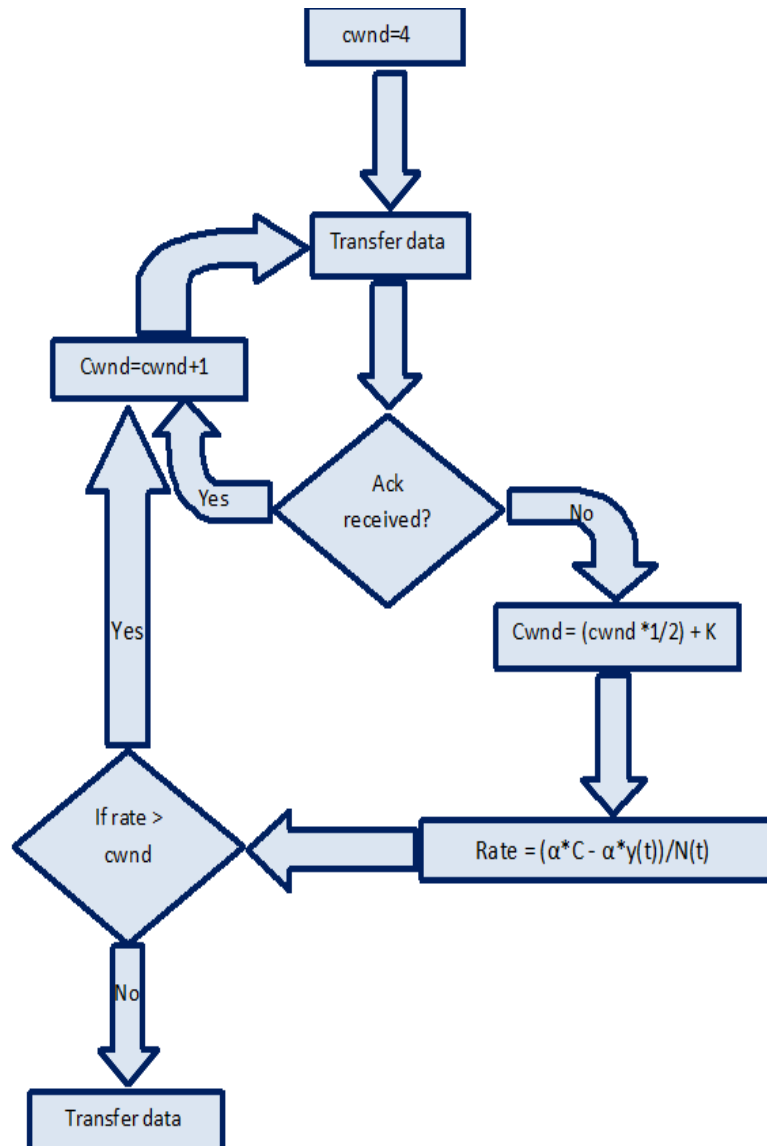 cwnd=4
Transfer data
Cwnd=cwnd+1
Ack
received?
Yes
No
Cwnd = (cwnd *1/2) + K
Yes
If rate >
cwnd
Rate = (α*C - α*y(t))/N(t)
No
Transfer data